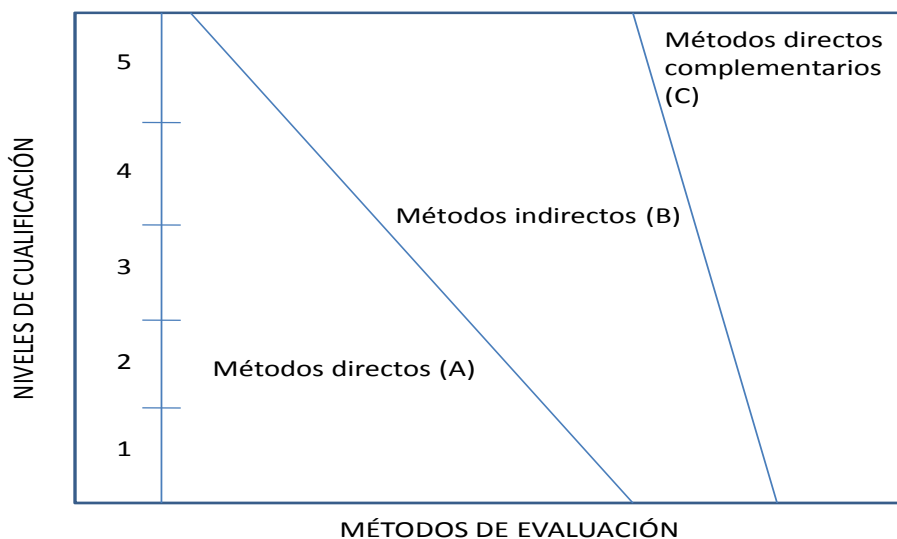 NIVELES DE CUALIFICACIÓN
5
4
3
2
1
Métodos directos
complementarios
(C)
Métodos indirectos (B)
Métodos directos (A)
MÉTODOS DE EVALUACIÓN